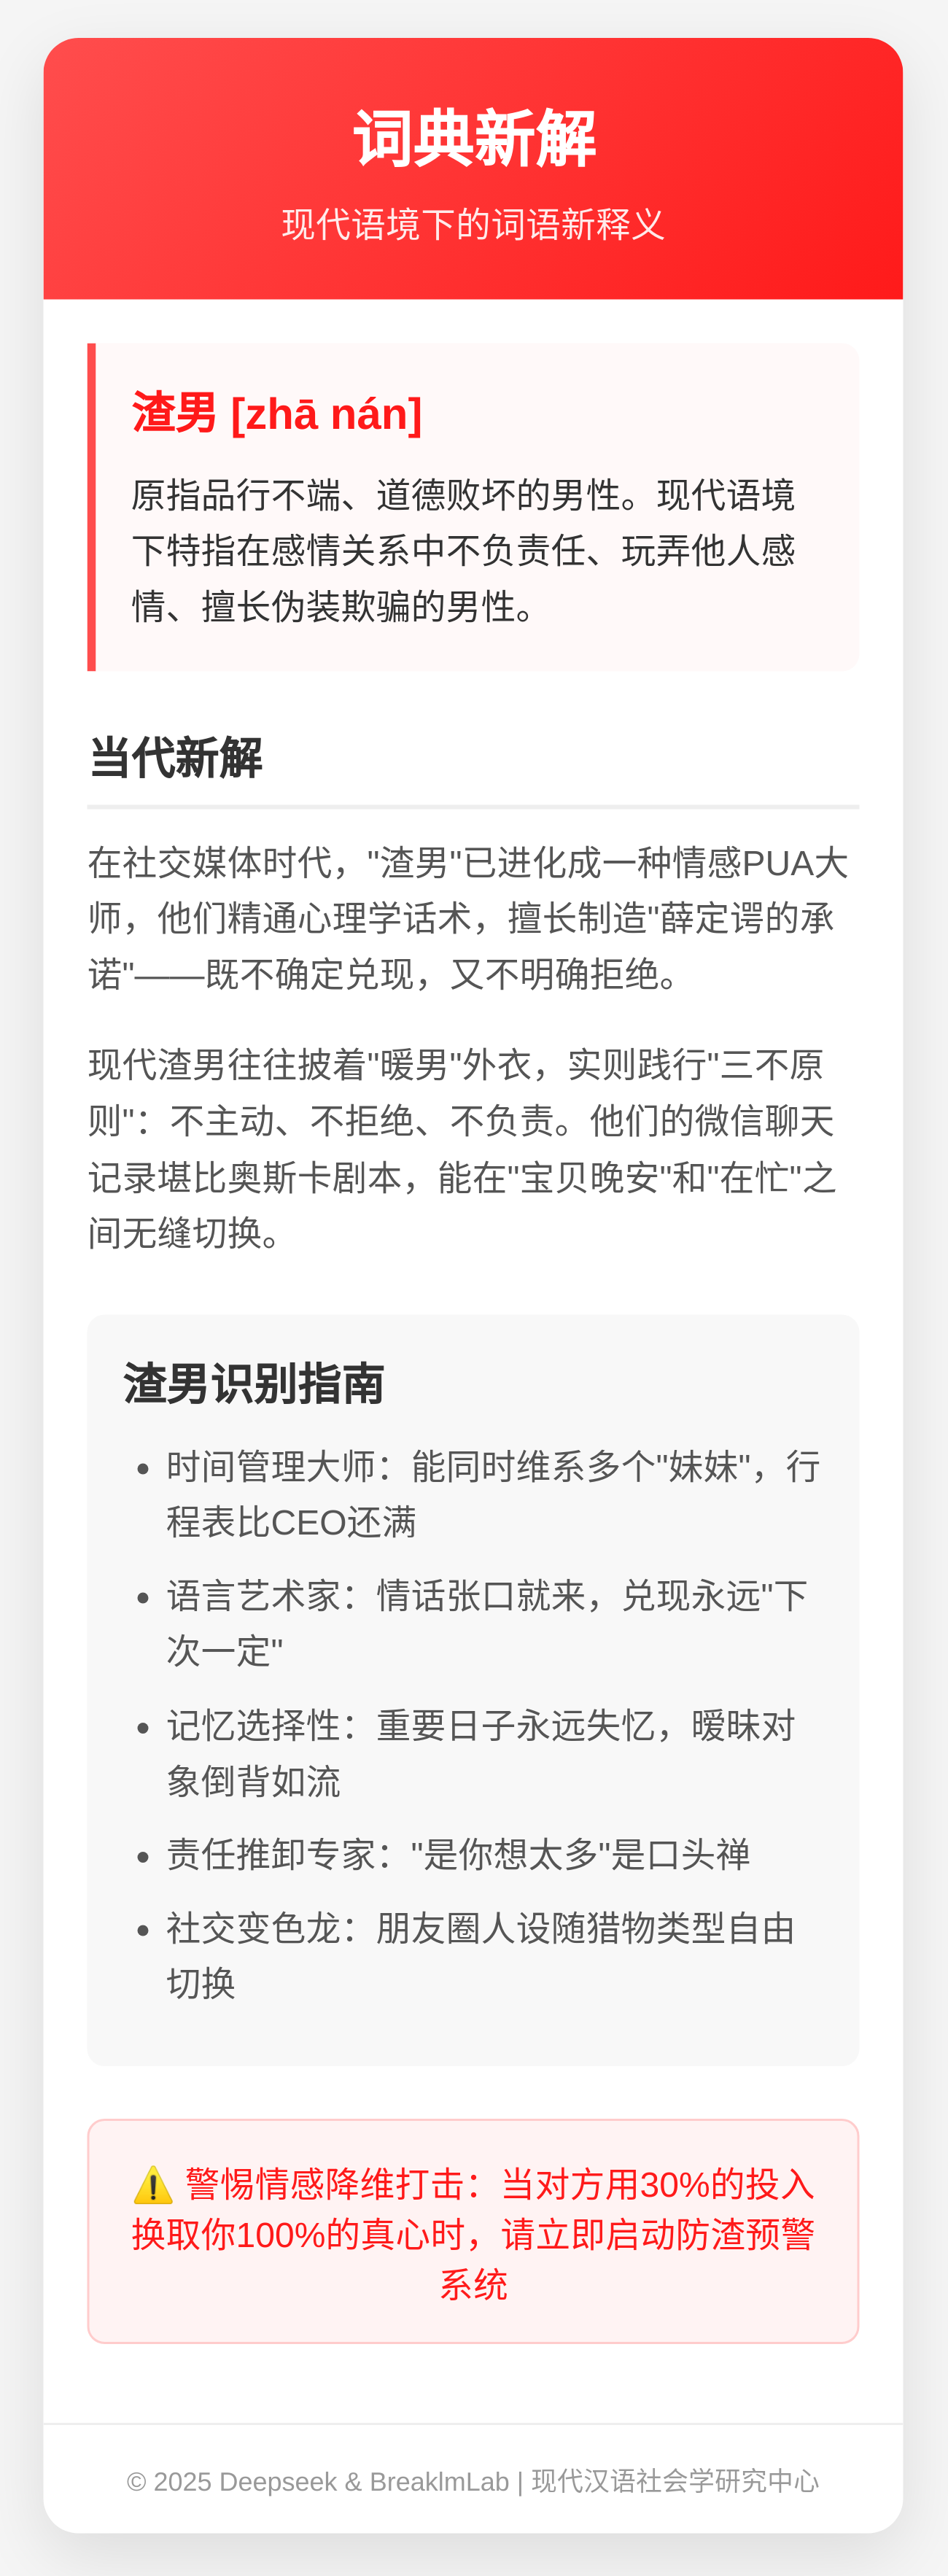 词典新解
现代语境下的词语新释义
渣男 [zhā nán]
原指品行不端、道德败坏的男性。现代语境
下特指在感情关系中不负责任、玩弄他人感
情、擅长伪装欺骗的男性。
当代新解
在社交媒体时代，"渣男"已进化成一种情感PUA大
师，他们精通心理学话术，擅长制造"薛定谔的承
诺"——既不确定兑现，又不明确拒绝。
现代渣男往往披着"暖男"外衣，实则践行"三不原
则"：不主动、不拒绝、不负责。他们的微信聊天
记录堪比奥斯卡剧本，能在"宝贝晚安"和"在忙"之
间无缝切换。
渣男识别指南
• 时间管理大师：能同时维系多个"妹妹"，行
程表比CEO还满
• 语言艺术家：情话张口就来，兑现永远"下
次一定"
• 记忆选择性：重要日子永远失忆，暧昧对
象倒背如流
• 责任推卸专家："是你想太多"是口头禅
• 社交变色龙：朋友圈人设随猎物类型自由
切换
⚠️ 警惕情感降维打击：当对方用30%的投入
换取你100%的真心时，请立即启动防渣预警
系统
© 2025 Deepseek & BreaklmLab | 现代汉语社会学研究中心